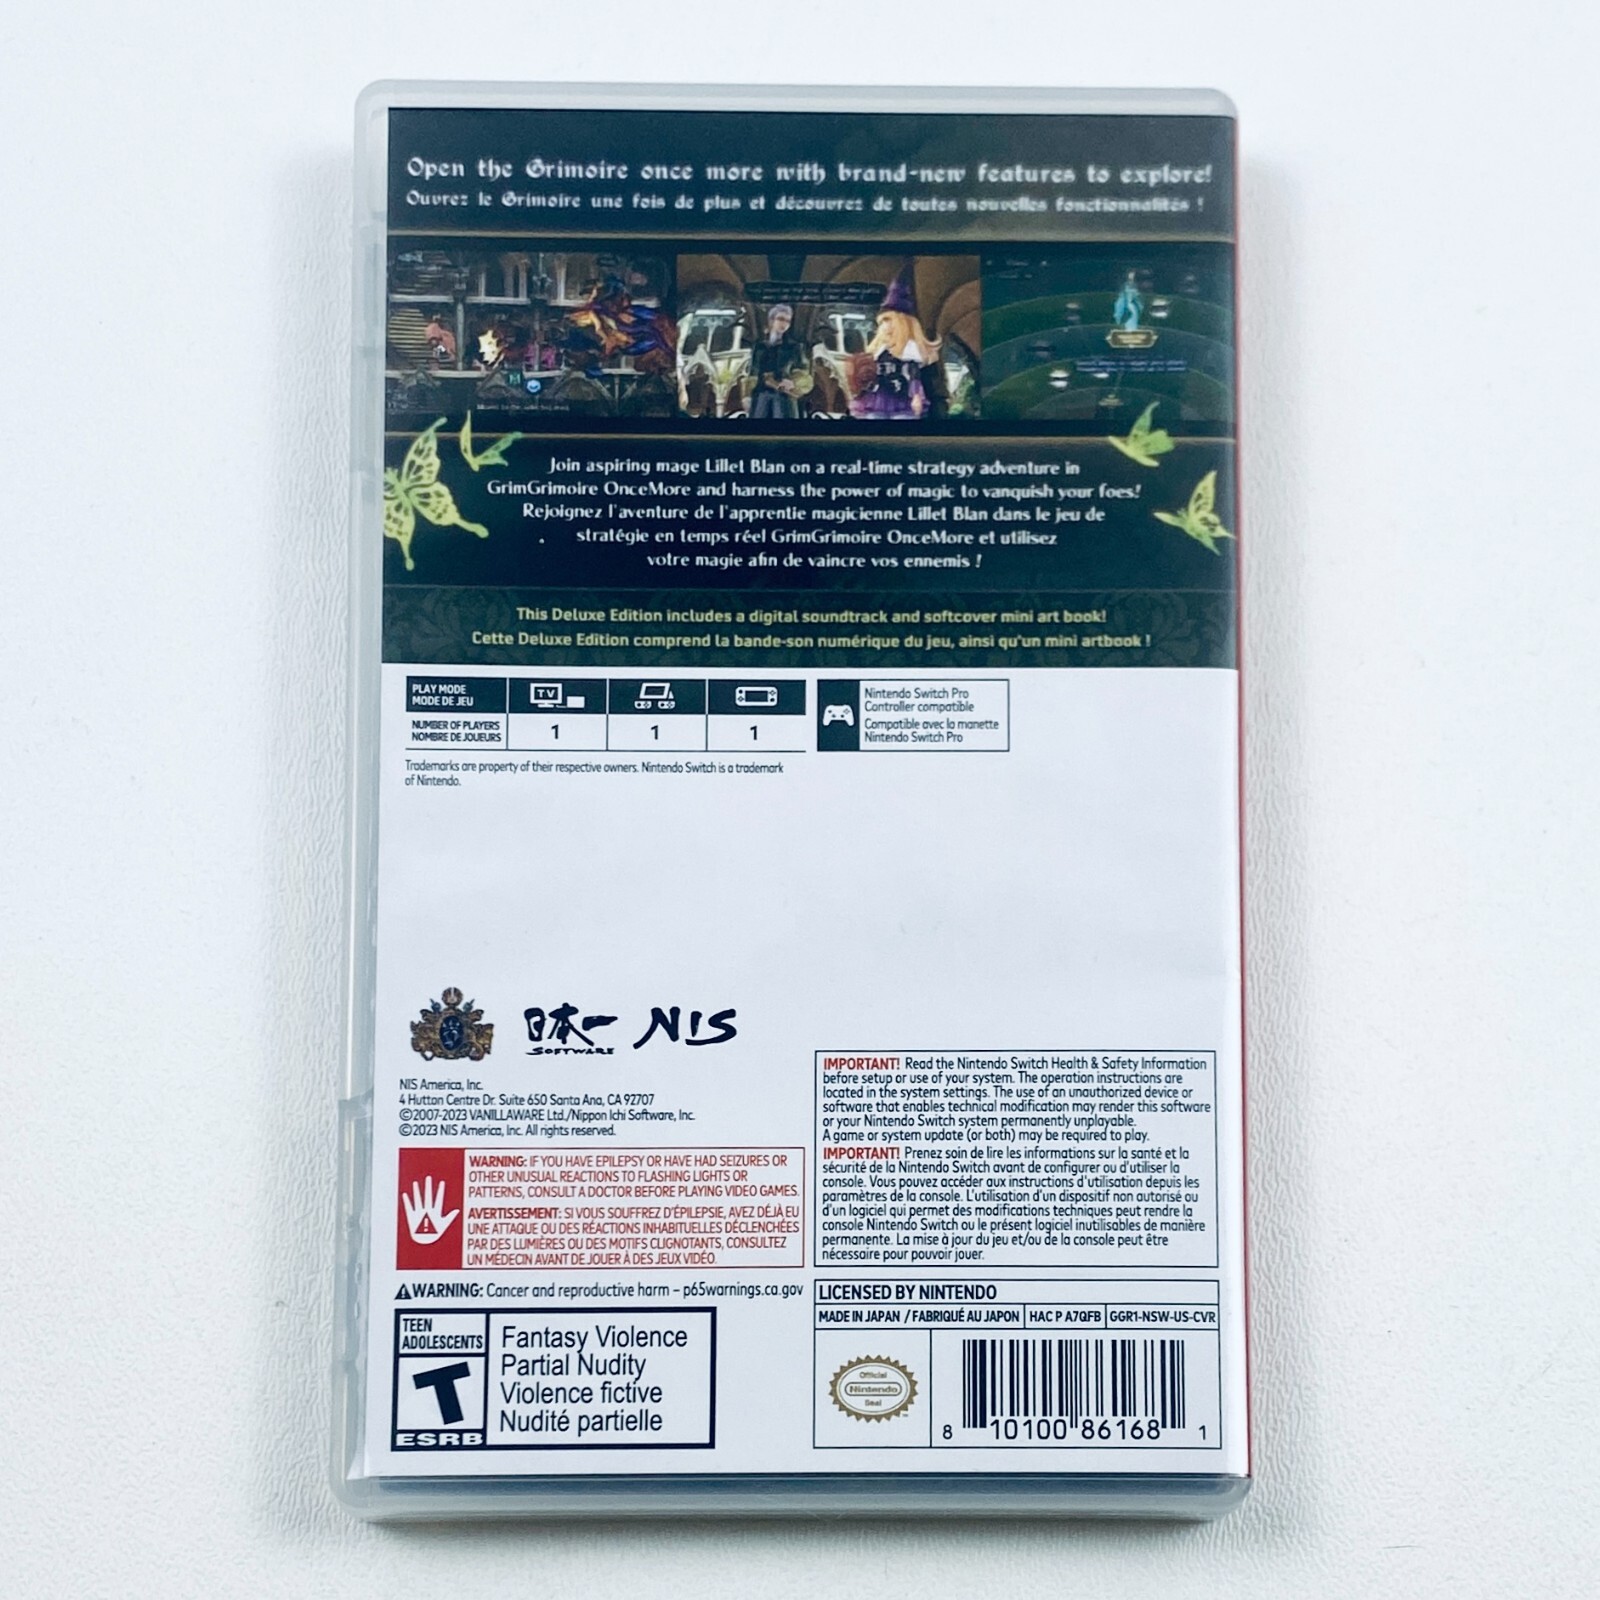 Open the Grimoire once more with brand-new features to explore!
Ouvrez le Grimoire une fois de plus et découvrez de toutes nouvelles fonctionnalités !
Join aspiring mage Lillet Blan on a real-time strategy adventure in
GrimGrimoire OnceMore and harness the power of magic to vanquish your foes!
Rejoignez l'aventure de l'apprentie magicienne Lillet Blan dans le jeu de
stratégie en temps réel GrimGrimoire OnceMore et utilisez
votre magie afin de vaincre vos ennemis !
This Deluxe Edition includes a digital soundtrack and softcover mini art book!
Cette Deluxe Edition comprend la bande-son numérique du jeu, ainsi qu'un mini artbook !
PLAY MODE
MODE DE JEU
TV
NUMBER OF PLAYERS
NOMBRE DE JOUEURS
1 1 1
Nintendo Switch Pro
Controller compatible
Compatible avec la manette
Nintendo Switch Pro
Trademarks are property of their respective owners. Nintendo Switch is a trademark
of Nintendo.
日本一 NIS
SOFTWARE
NIS America, Inc.
4 Hutton Centre Dr. Suite 650 Santa Ana, CA 92707
©2007-2023 VANILLAWARE Ltd./Nippon Ichi Software, Inc.
©2023 NIS America, Inc. All rights reserved.
WARNING: IF YOU HAVE EPILEPSY OR HAVE HAD SEIZURES OR
OTHER UNUSUAL REACTIONS TO FLASHING LIGHTS OR
PATTERNS, CONSULT A DOCTOR BEFORE PLAYING VIDEO GAMES.
AVERTISSEMENT: SI VOUS SOUFFREZ D'ÉPILEPSIE, AVEZ DÉJÀ EU
UNE ATTAQUE OU DES RÉACTIONS INHABITUELLES DÉCLENCHÉES
PAR DES LUMIÈRES OU DES MOTIFS CLIGNOTANTS, CONSULTEZ
UN MÉDECIN AVANT DE JOUER À DES JEUX VIDÉO.
WARNING: Cancer and reproductive harm – p65warnings.ca.gov
TEEN
ADOLESCENTS
T
ESRB
Fantasy Violence
Partial Nudity
Violence fictive
Nudité partielle
IMPORTANT! Read the Nintendo Switch Health & Safety Information
before setup or use of your system. The operation instructions are
located in the system settings. The use of an unauthorized device or
software that enables technical modification may render this software
or your Nintendo Switch system permanently unplayable.
A game or system update (or both) may be required to play.
IMPORTANT! Prenez soin de lire les informations sur la santé et la
sécurité de la Nintendo Switch avant de configurer ou d'utiliser la
console. Vous pouvez accéder aux instructions d'utilisation depuis les
paramètres de la console. L'utilisation d'un dispositif non autorisé ou
d'un logiciel qui permet des modifications techniques peut rendre la
console Nintendo Switch ou le présent logiciel inutilisables de manière
permanente. La mise à jour du jeu et/ou de la console peut être
nécessaire pour pouvoir jouer.
LICENSED BY NINTENDO
MADE IN JAPAN / FABRIQUÉ AU JAPON HAC P A7QFB GGR1-NSW-US-CVR
Official
Nintendo
Seal
8 10100 86168 1